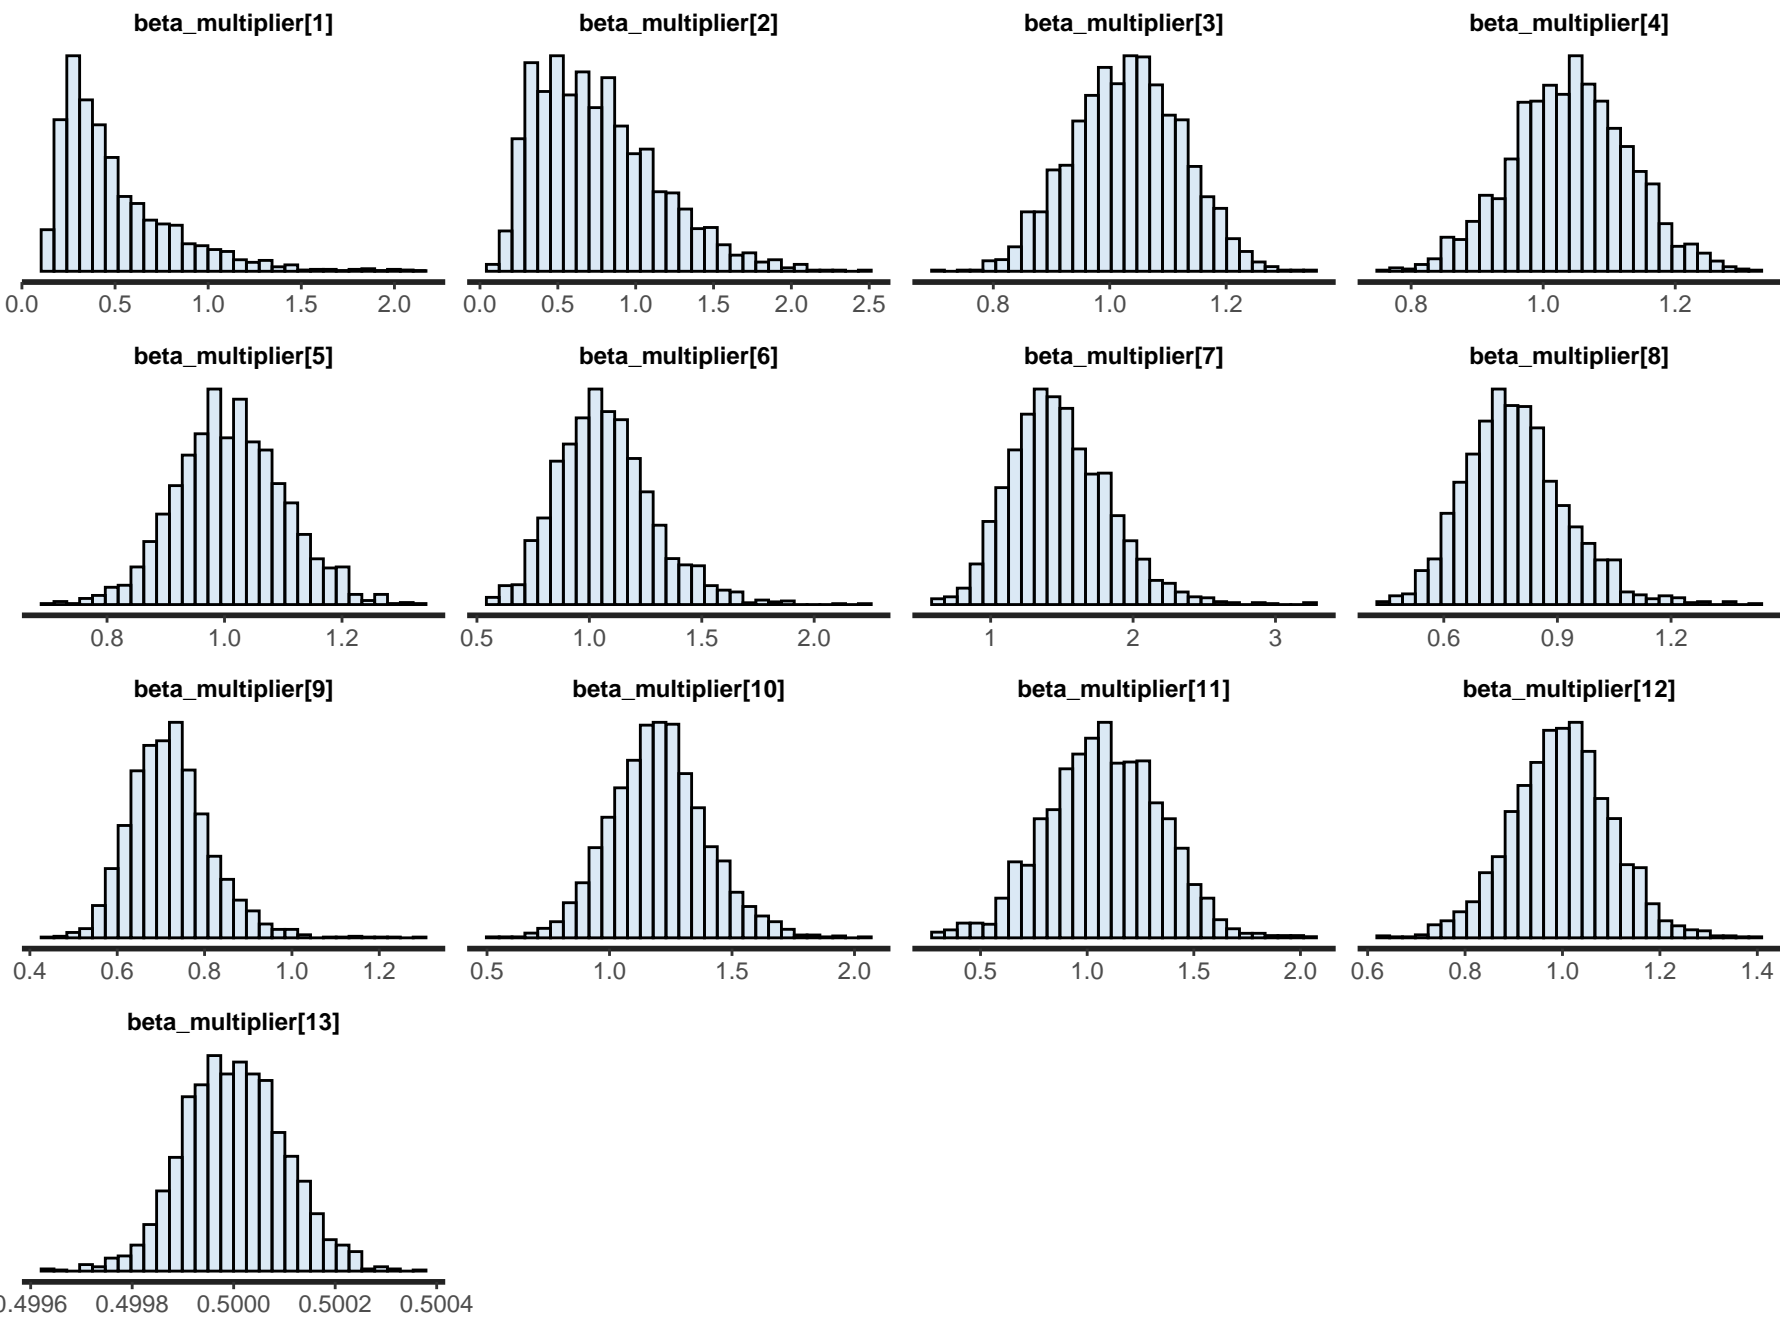 beta_multiplier[1] beta_multiplier[2] beta_multiplier[3] beta_multiplier[4]
0.0 0.5 1.0 1.5 2.0 0.0 0.5 1.0 1.5 2.0 2.5 0.8 1.0 1.2 0.8 1.0 1.2
beta_multiplier[5] beta_multiplier[6] beta_multiplier[7] beta_multiplier[8]
0.8 1.0 1.2 0.5 1.0 1.5 2.0 1 2 3 0.6 0.9 1.2
beta_multiplier[9] beta_multiplier[10] beta_multiplier[11] beta_multiplier[12]
0.4 0.6 0.8 1.0 1.2 0.5 1.0 1.5 2.0 0.5 1.0 1.5 2.0 0.6 0.8 1.0 1.2 1.4
beta_multiplier[13]
0.4996 0.4998 0.5000 0.5002 0.5004